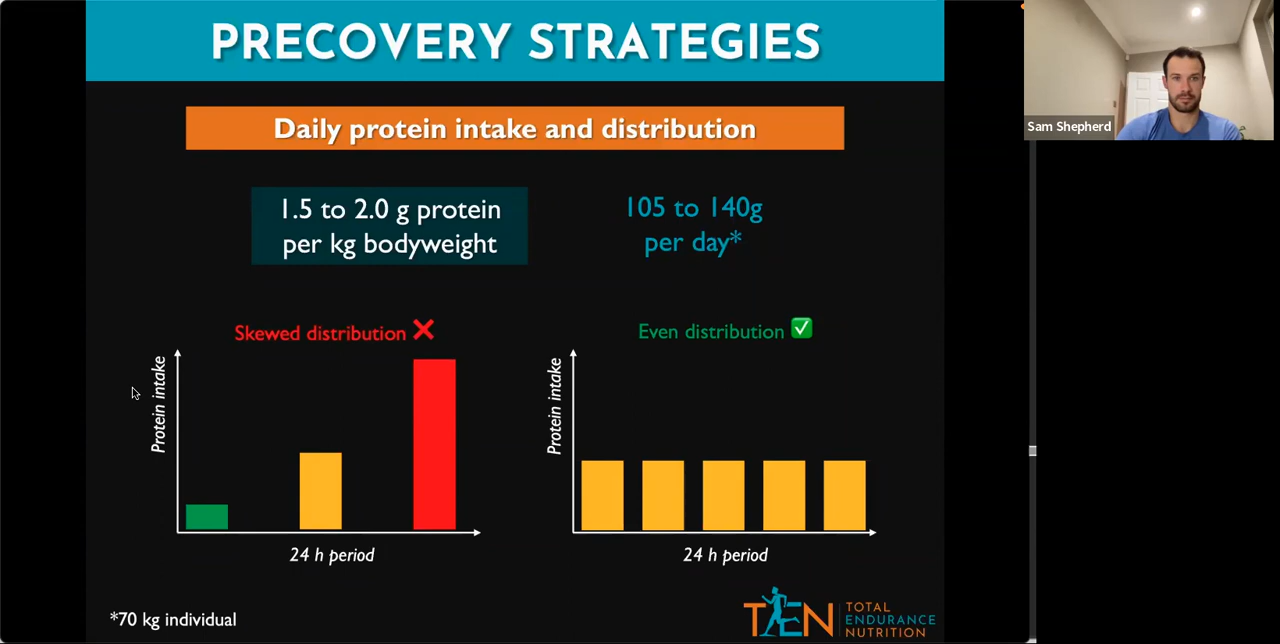 PRECOVERY STRATEGIES
Sam Shepherd
Daily protein intake and distribution
1.5 to 2.0 g protein
per kg bodyweight
105 to 140g
per day*
Skewed distribution ❌
Protein intake
24 h period
Even distribution ✅
Protein intake
24 h period
*70 kg individual
TEN
TOTAL
ENDURANCE
NUTRITION